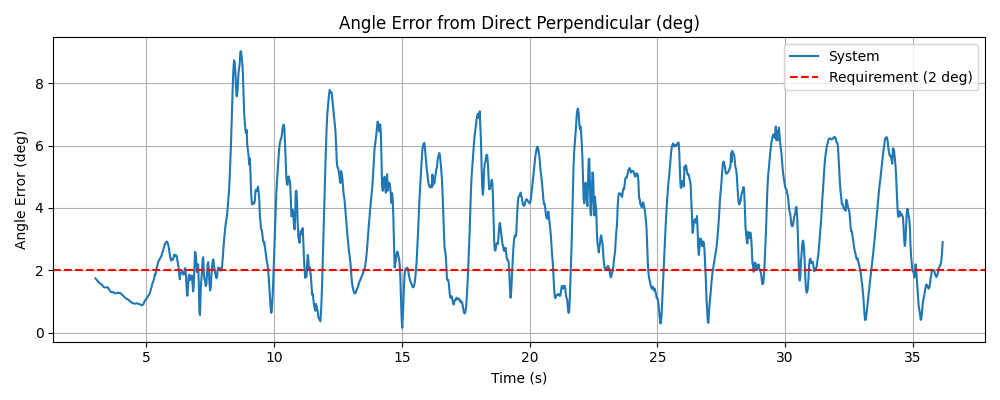 Angle Error from Direct Perpendicular (deg)
System
Requirement (2 deg)
Angle Error (deg)
8
6
4
2
0
5
10
15
20
25
30
35
Time (s)